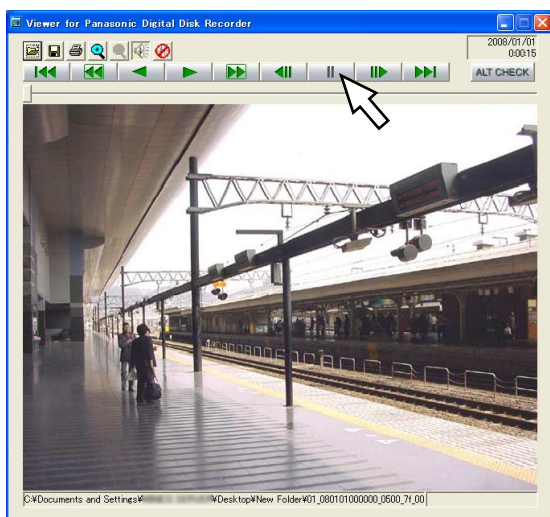 Viewer for Panasonic Digital Disk Recorder
2008/01/01
0:00:15
ALT CHECK
C:¥Documents and Settings¥ ¥Desktop¥New Folder¥01_080101000000_0500_7f_00